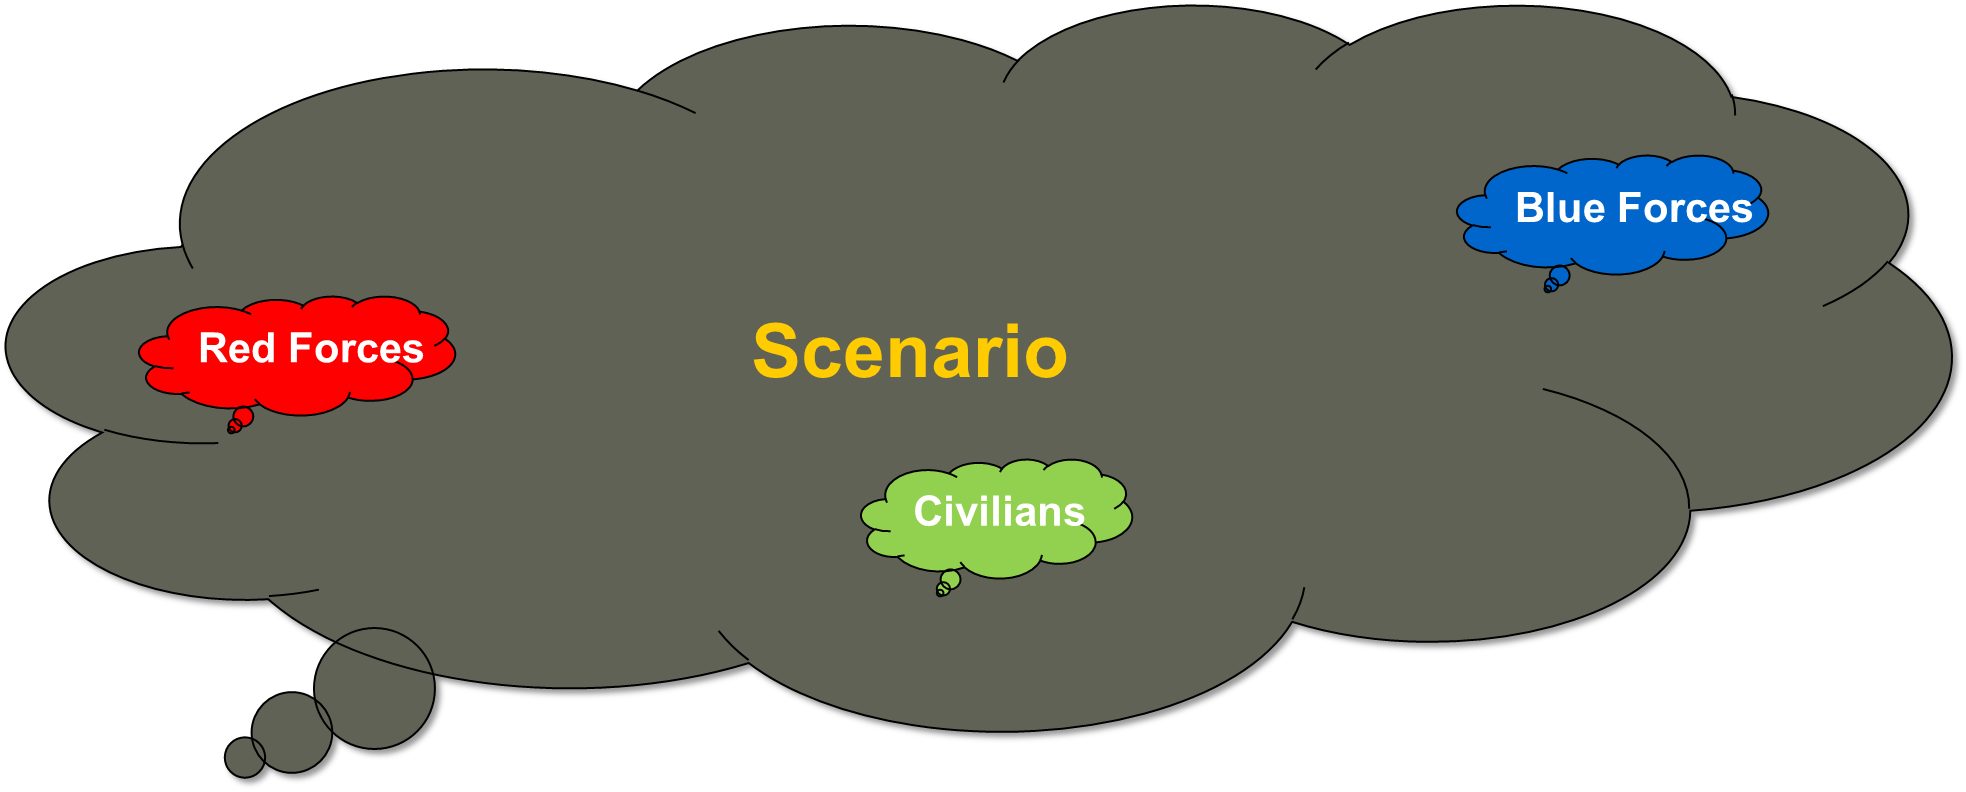 Blue Forces
Red Forces
Scenario
Civilians